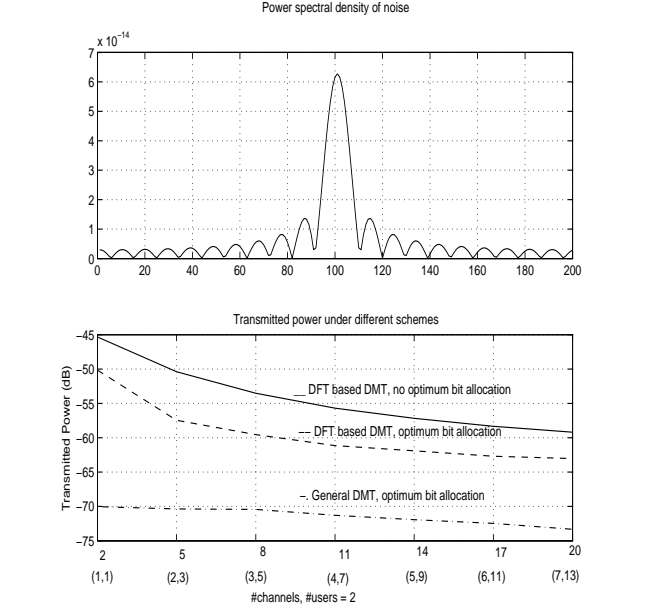 Power spectral density of noise
x 10^-14
7
6
5
4
3
2
1
0
0 20 40 60 80 100 120 140 160 180 200
Transmitted power under different schemes
Transmitted Power (dB)
−45
−50
−55
−60
−65
−70
−75
__ DFT based DMT, no optimum bit allocation
−− DFT based DMT, optimum bit allocation
−. General DMT, optimum bit allocation
2 5 8 11 14 17 20
(1,1) (2,3) (3,5) (4,7) (5,9) (6,11) (7,13)
#channels, #users = 2